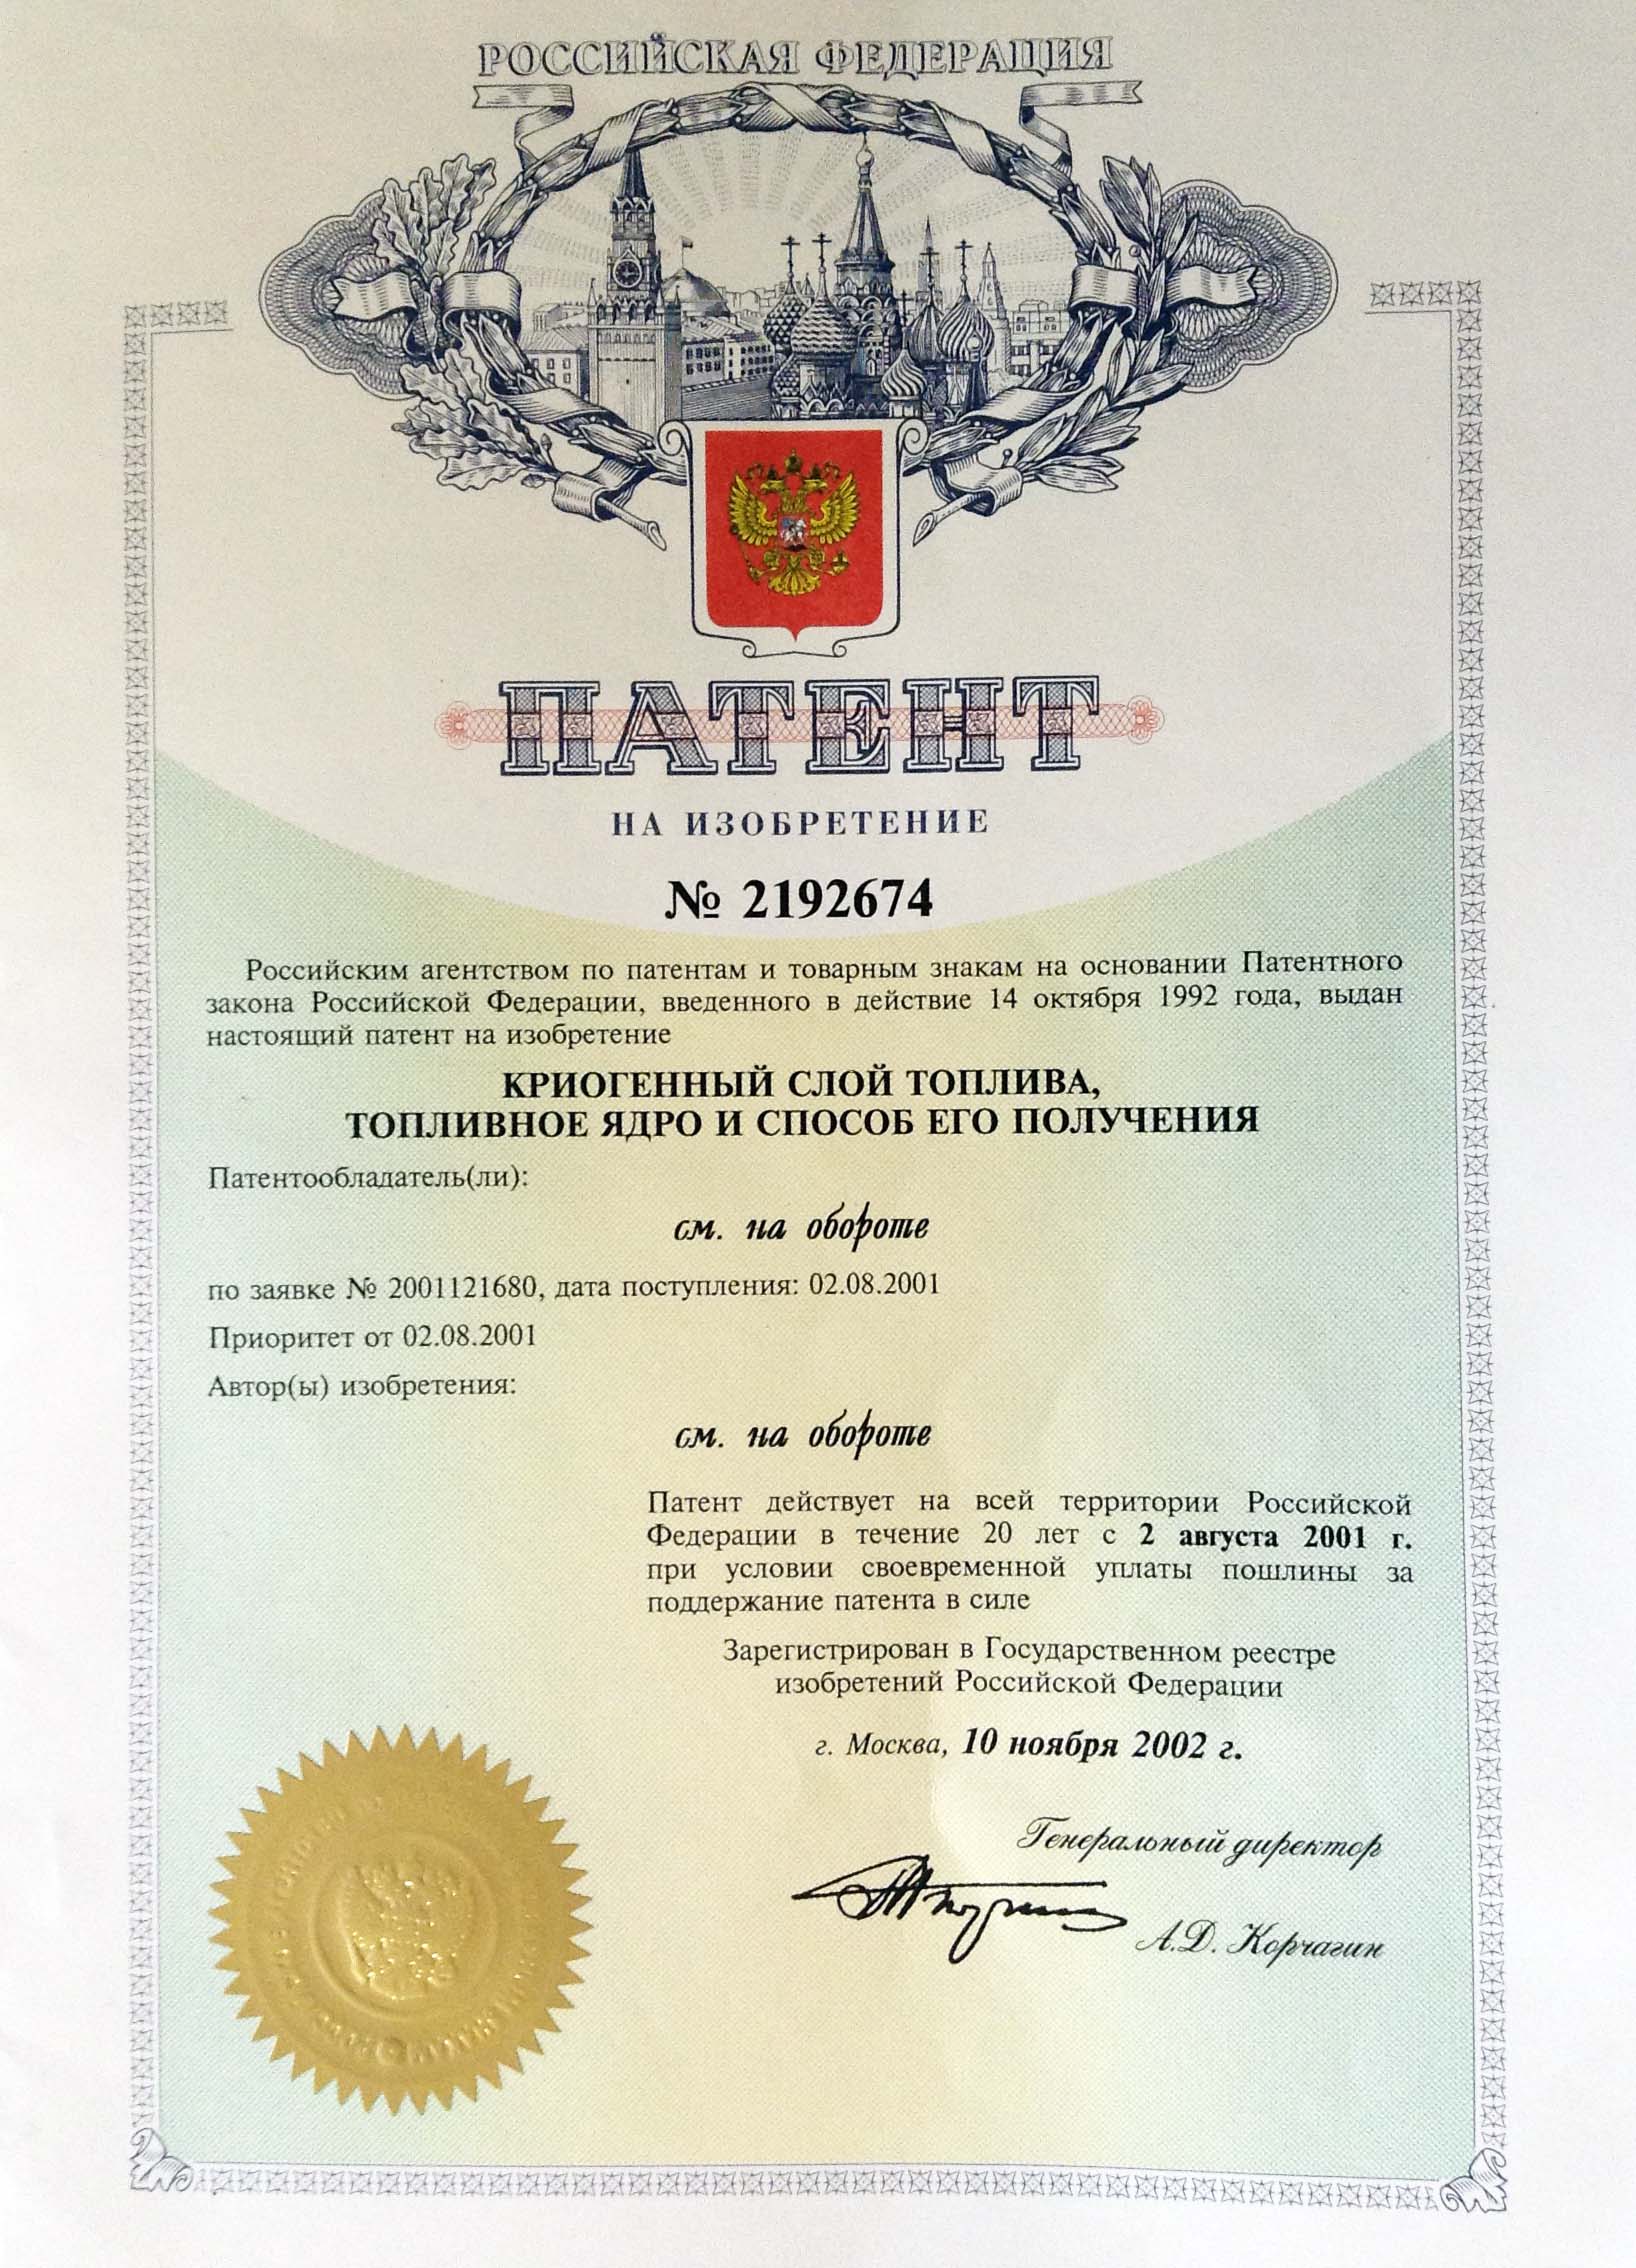 РОССИЙСКАЯ ФЕДЕРАЦИЯ
ПАТЕНТ
НА ИЗОБРЕТЕНИЕ
№ 2192674
Российским агентством по патентам и товарным знакам на основании Патентного
закона Российской Федерации, введенного в действие 14 октября 1992 года, выдан
настоящий патент на изобретение
КРИОГЕННЫЙ СЛОЙ ТОПЛИВА,
ТОПЛИВНОЕ ЯДРО И СПОСОБ ЕГО ПОЛУЧЕНИЯ
Патентообладатель(ли):
см. на обороте
по заявке № 2001121680, дата поступления: 02.08.2001
Приоритет от 02.08.2001
Автор(ы) изобретения:
см. на обороте
Патент действует на всей территории Российской
Федерации в течение 20 лет с 2 августа 2001 г.
при условии своевременной уплаты пошлины за
поддержание патента в силе
Зарегистрирован в Государственном реестре
изобретений Российской Федерации
г. Москва, 10 ноября 2002 г.
Генеральный директор
А.Д. Корчагин